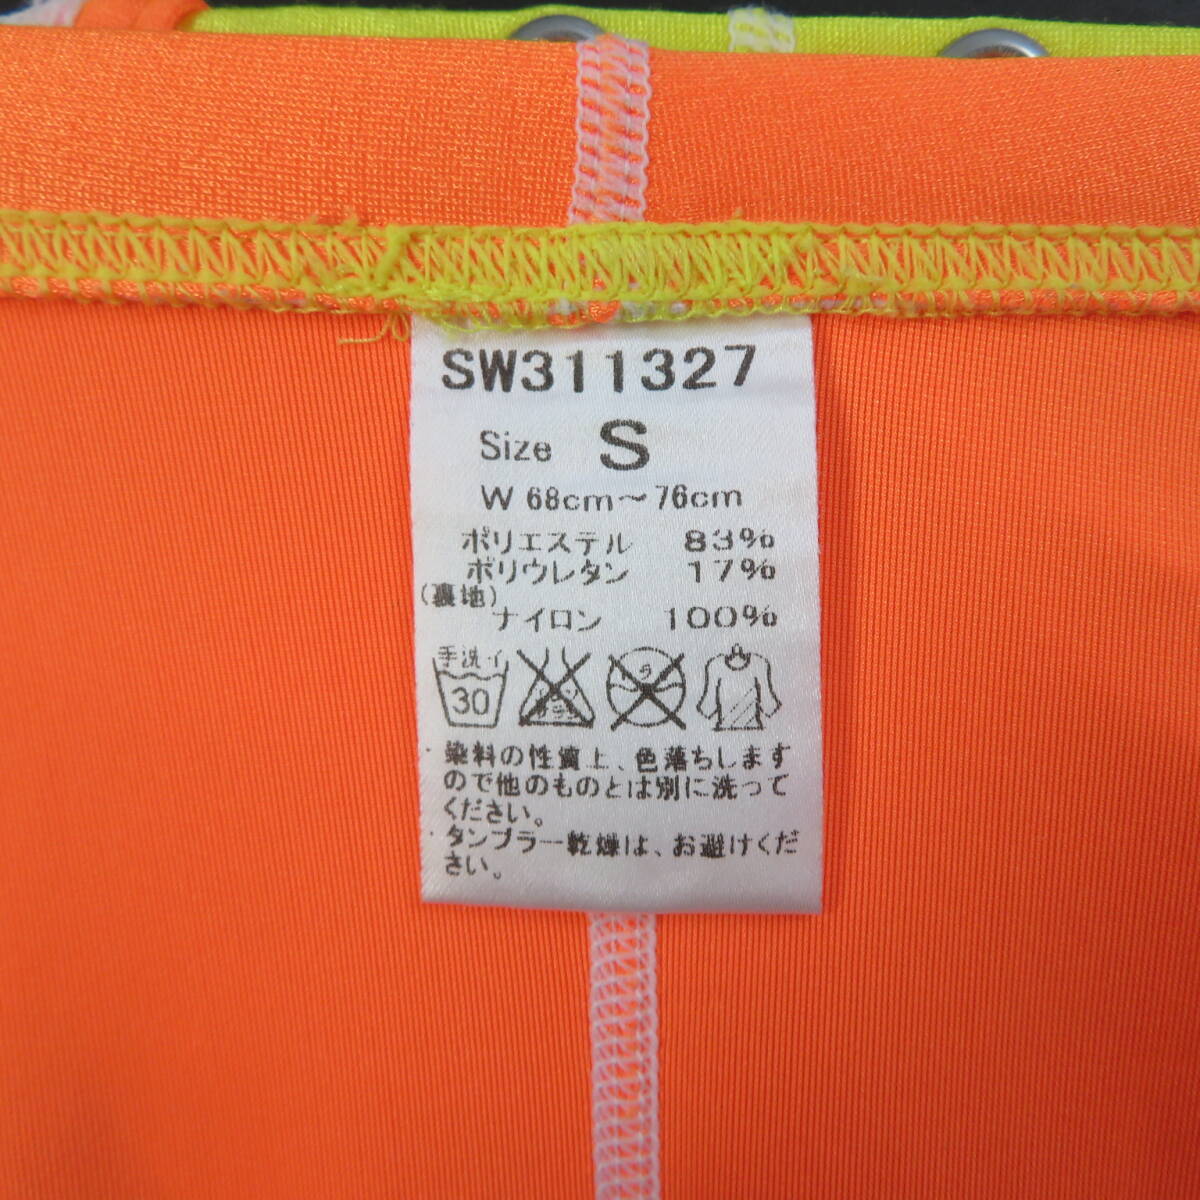 SW311327
Size S
W 68cm～76cm
ポリエステル 83%
ポリウレタン 17%
(裏地)
ナイロン 100%
手洗イ
30
・染料の性質上、色落ちします
ので他のものとは別に洗って
ください。
・タンブラー乾燥は、お避けくだ
さい。